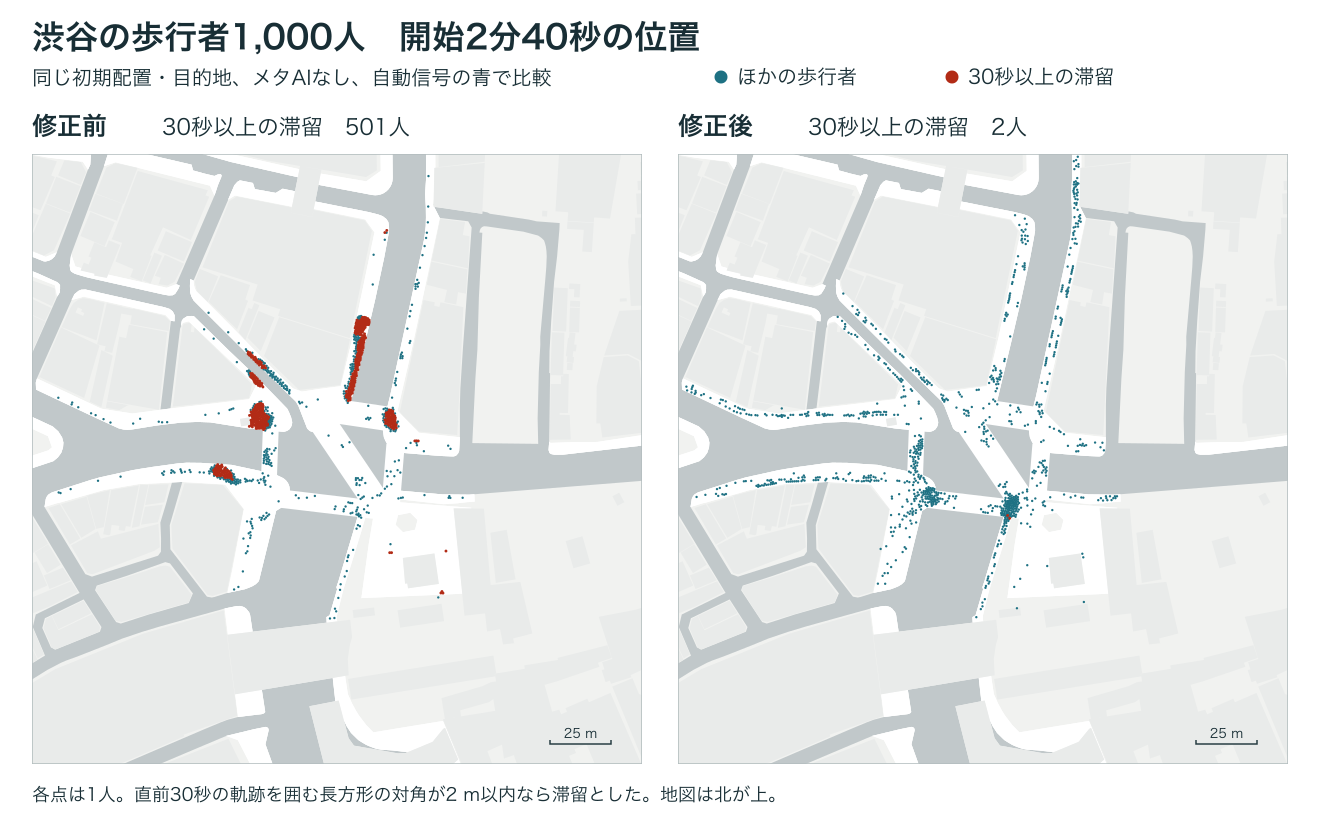 渋谷の歩行者1,000人　開始2分40秒の位置
同じ初期配置・目的地、メタAIなし、自動信号の青で比較
ほかの歩行者
30秒以上の滞留
修正前　30秒以上の滞留　501人
修正後　30秒以上の滞留　2人
25 m
25 m
各点は1人。直前30秒の軌跡を囲む長方形の対角が2 m以内なら滞留とした。地図は北が上。